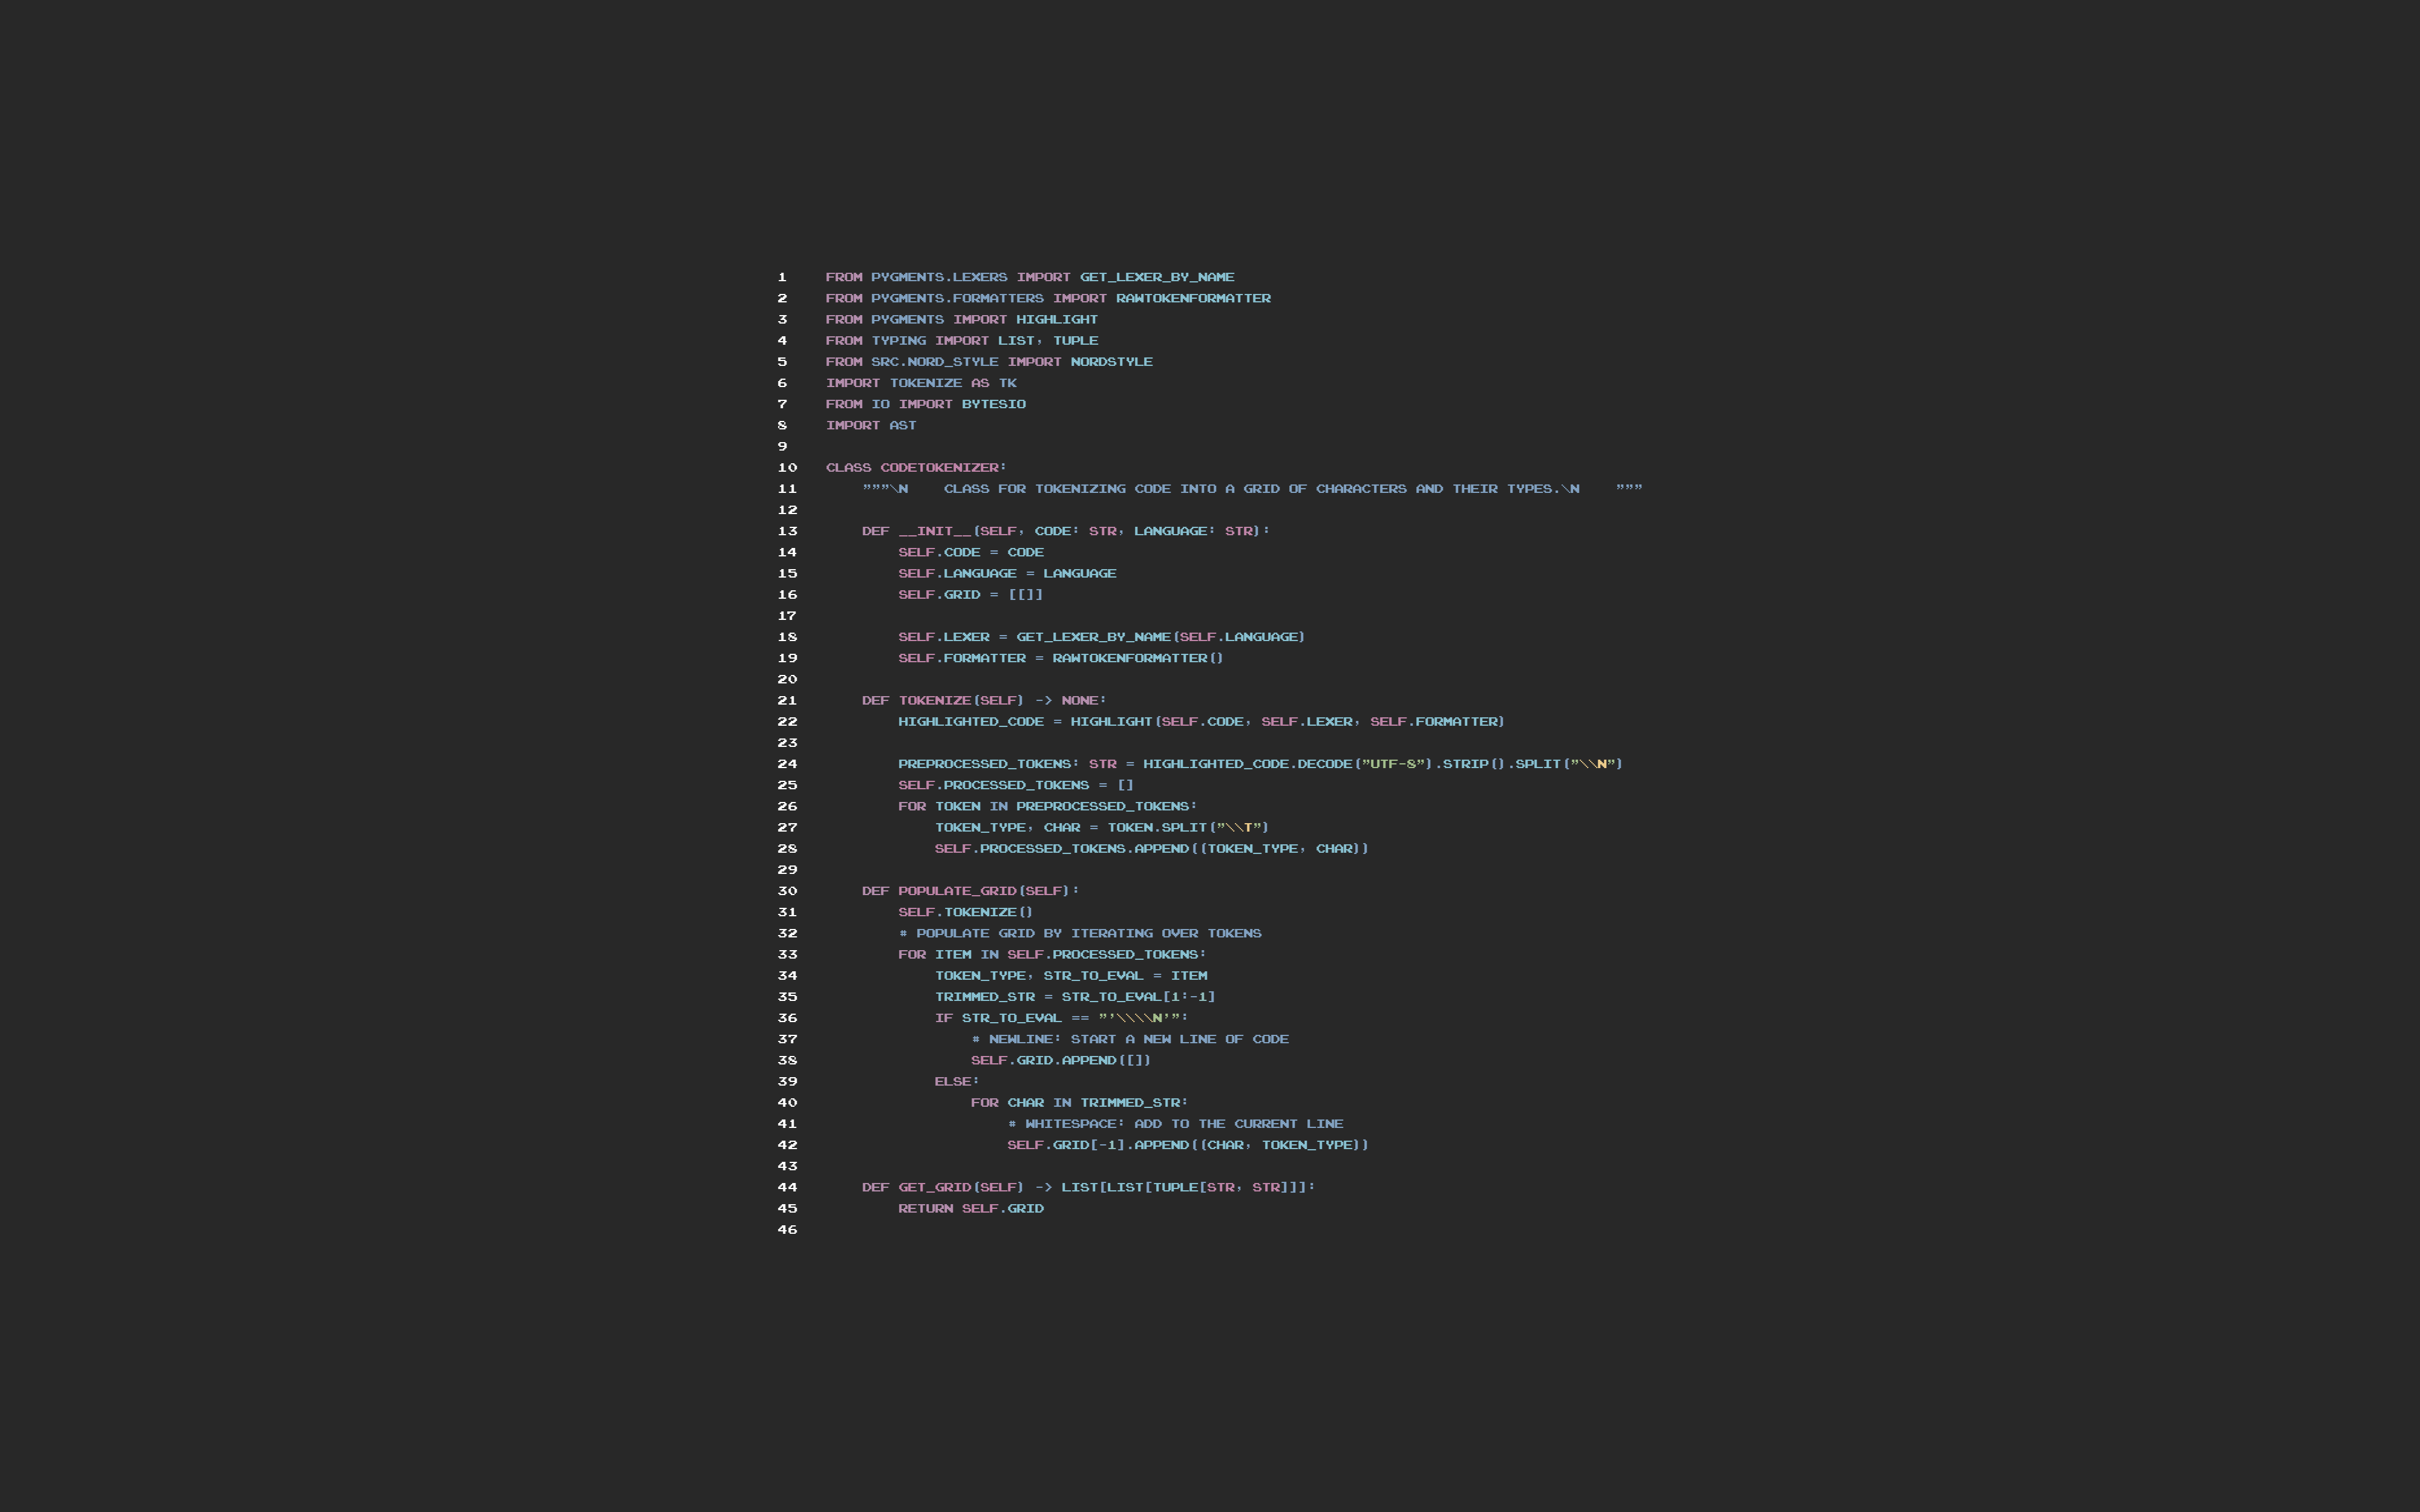 1 FROM PYGMENTS.LEXERS IMPORT GET_LEXER_BY_NAME
2 FROM PYGMENTS.FORMATTERS IMPORT RAWTOKENFORMATTER
3 FROM PYGMENTS IMPORT HIGHLIGHT
4 FROM TYPING IMPORT LIST, TUPLE
5 FROM SRC.NORD_STYLE IMPORT NORDSTYLE
6 IMPORT TOKENIZE AS TK
7 FROM IO IMPORT BYTESIO
8 IMPORT AST
9
10 CLASS CODETOKENIZER:
11     """\N    CLASS FOR TOKENIZING CODE INTO A GRID OF CHARACTERS AND THEIR TYPES.\N    """
12
13     DEF __INIT__(SELF, CODE: STR, LANGUAGE: STR):
14         SELF.CODE = CODE
15         SELF.LANGUAGE = LANGUAGE
16         SELF.GRID = [[]]
17
18         SELF.LEXER = GET_LEXER_BY_NAME(SELF.LANGUAGE)
19         SELF.FORMATTER = RAWTOKENFORMATTER()
20
21     DEF TOKENIZE(SELF) -> NONE:
22         HIGHLIGHTED_CODE = HIGHLIGHT(SELF.CODE, SELF.LEXER, SELF.FORMATTER)
23
24         PREPROCESSED_TOKENS: STR = HIGHLIGHTED_CODE.DECODE("UTF-8").STRIP().SPLIT("\\N")
25         SELF.PROCESSED_TOKENS = []
26         FOR TOKEN IN PREPROCESSED_TOKENS:
27             TOKEN_TYPE, CHAR = TOKEN.SPLIT("\\T")
28             SELF.PROCESSED_TOKENS.APPEND((TOKEN_TYPE, CHAR))
29
30     DEF POPULATE_GRID(SELF):
31         SELF.TOKENIZE()
32         # POPULATE GRID BY ITERATING OVER TOKENS
33         FOR ITEM IN SELF.PROCESSED_TOKENS:
34             TOKEN_TYPE, STR_TO_EVAL = ITEM
35             TRIMMED_STR = STR_TO_EVAL[1:-1]
36             IF STR_TO_EVAL == "'\\\\N'":
37                 # NEWLINE: START A NEW LINE OF CODE
38                 SELF.GRID.APPEND([])
39             ELSE:
40                 FOR CHAR IN TRIMMED_STR:
41                     # WHITESPACE: ADD TO THE CURRENT LINE
42                     SELF.GRID[-1].APPEND((CHAR, TOKEN_TYPE))
43
44     DEF GET_GRID(SELF) -> LIST[LIST[TUPLE[STR, STR]]]:
45         RETURN SELF.GRID
46